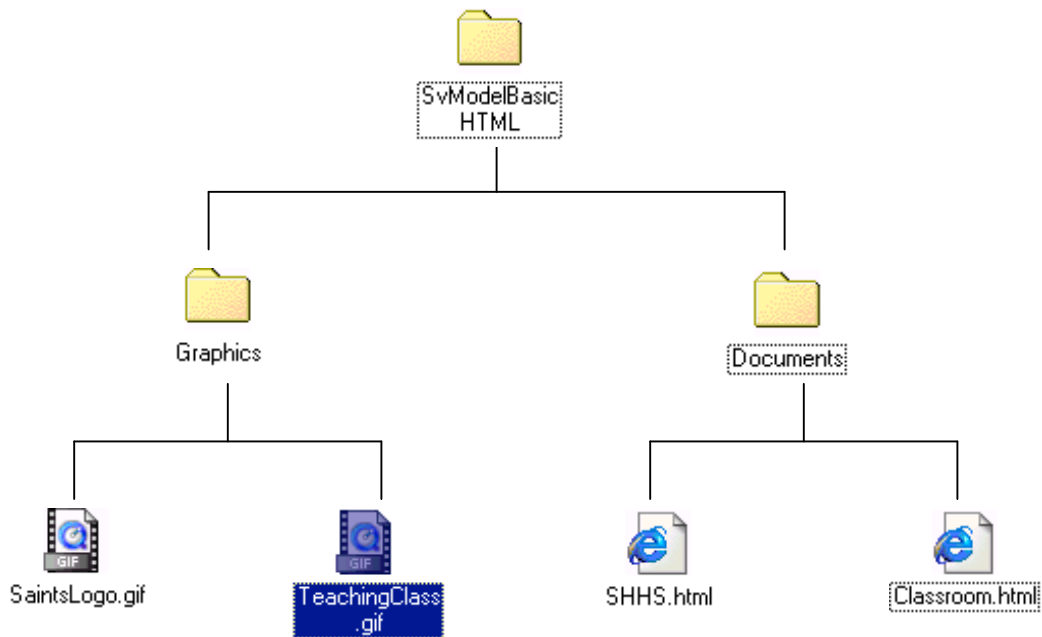 SvModelBasic
HTML
Graphics
Documents
GIF
GIF
SaintsLogo.gif
TeachingClass
.gif
SHHS.html
Classroom.html